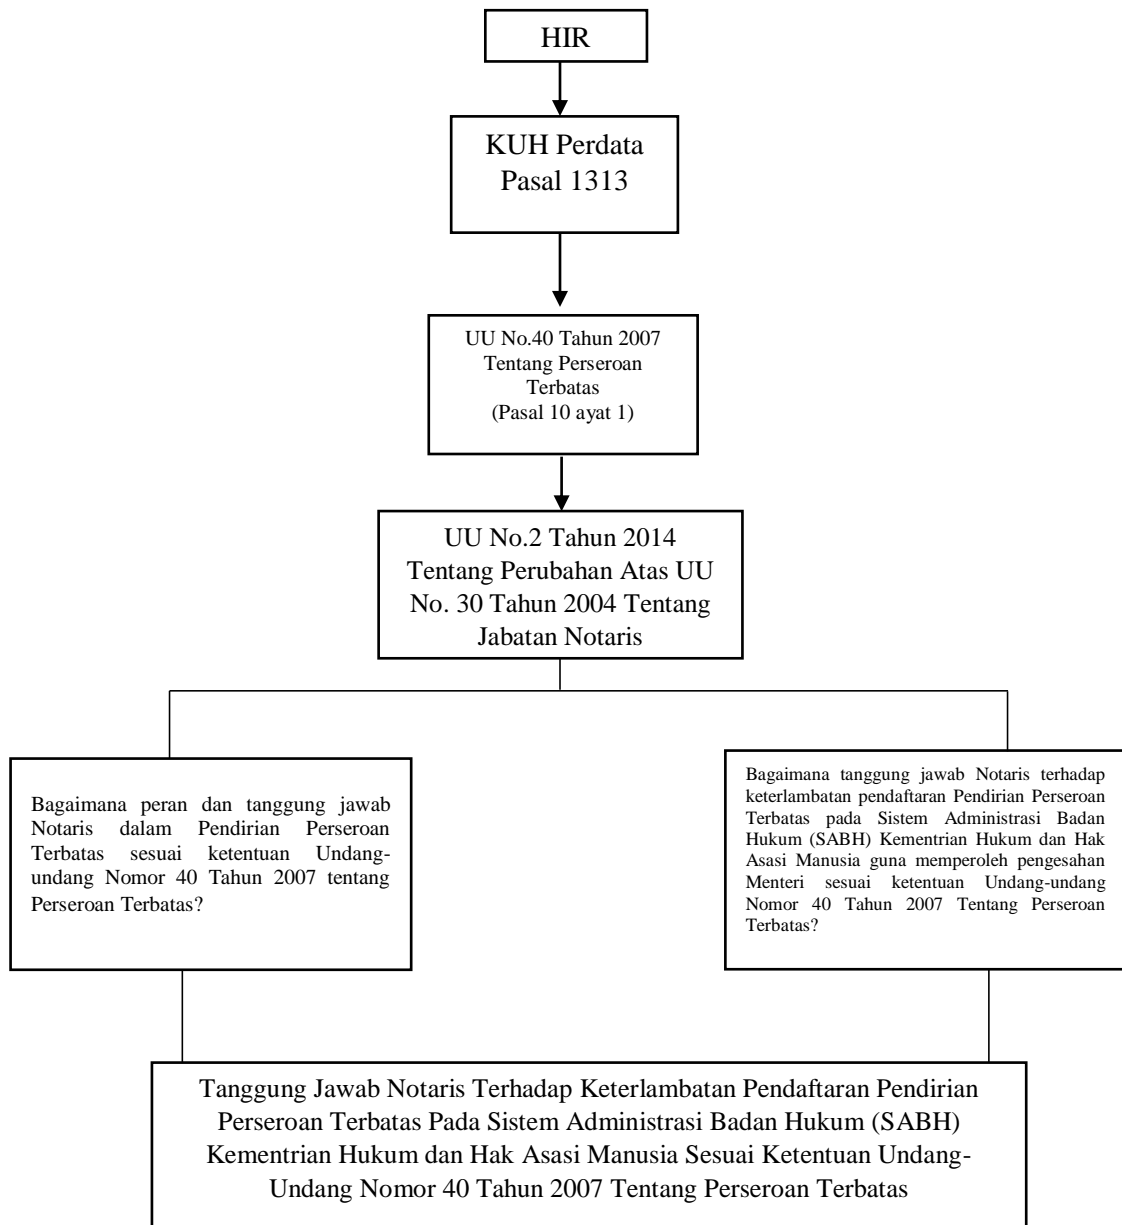 HIR
KUH Perdata
Pasal 1313
UU No.40 Tahun 2007
Tentang Perseroan
Terbatas
(Pasal 10 ayat 1)
UU No.2 Tahun 2014
Tentang Perubahan Atas UU
No. 30 Tahun 2004 Tentang
Jabatan Notaris
Bagaimana peran dan tanggung jawab
Notaris dalam Pendirian Perseroan
Terbatas sesuai ketentuan Undang-
undang Nomor 40 Tahun 2007 tentang
Perseroan Terbatas?
Bagaimana tanggung jawab Notaris terhadap
keterlambatan pendaftaran Pendirian Perseroan
Terbatas pada Sistem Administrasi Badan
Hukum (SABH) Kementrian Hukum dan Hak
Asasi Manusia guna memperoleh pengesahan
Menteri sesuai ketentuan Undang-undang
Nomor 40 Tahun 2007 Tentang Perseroan
Terbatas?
Tanggung Jawab Notaris Terhadap Keterlambatan Pendaftaran Pendirian
Perseroan Terbatas Pada Sistem Administrasi Badan Hukum (SABH)
Kementrian Hukum dan Hak Asasi Manusia Sesuai Ketentuan Undang-
Undang Nomor 40 Tahun 2007 Tentang Perseroan Terbatas